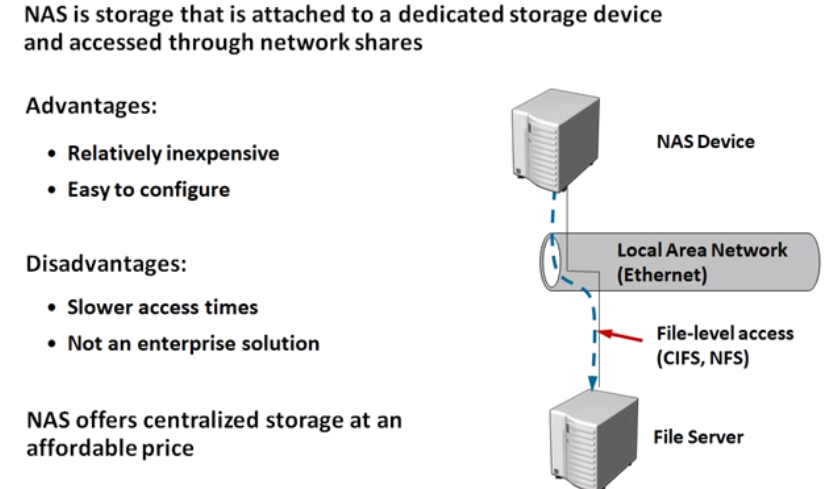 NAS is storage that is attached to a dedicated storage device
and accessed through network shares
Advantages:
• Relatively inexpensive
• Easy to configure
Disadvantages:
• Slower access times
• Not an enterprise solution
NAS offers centralized storage at an
affordable price
NAS Device
Local Area Network
(Ethernet)
File-level access
(CIFS, NFS)
File Server